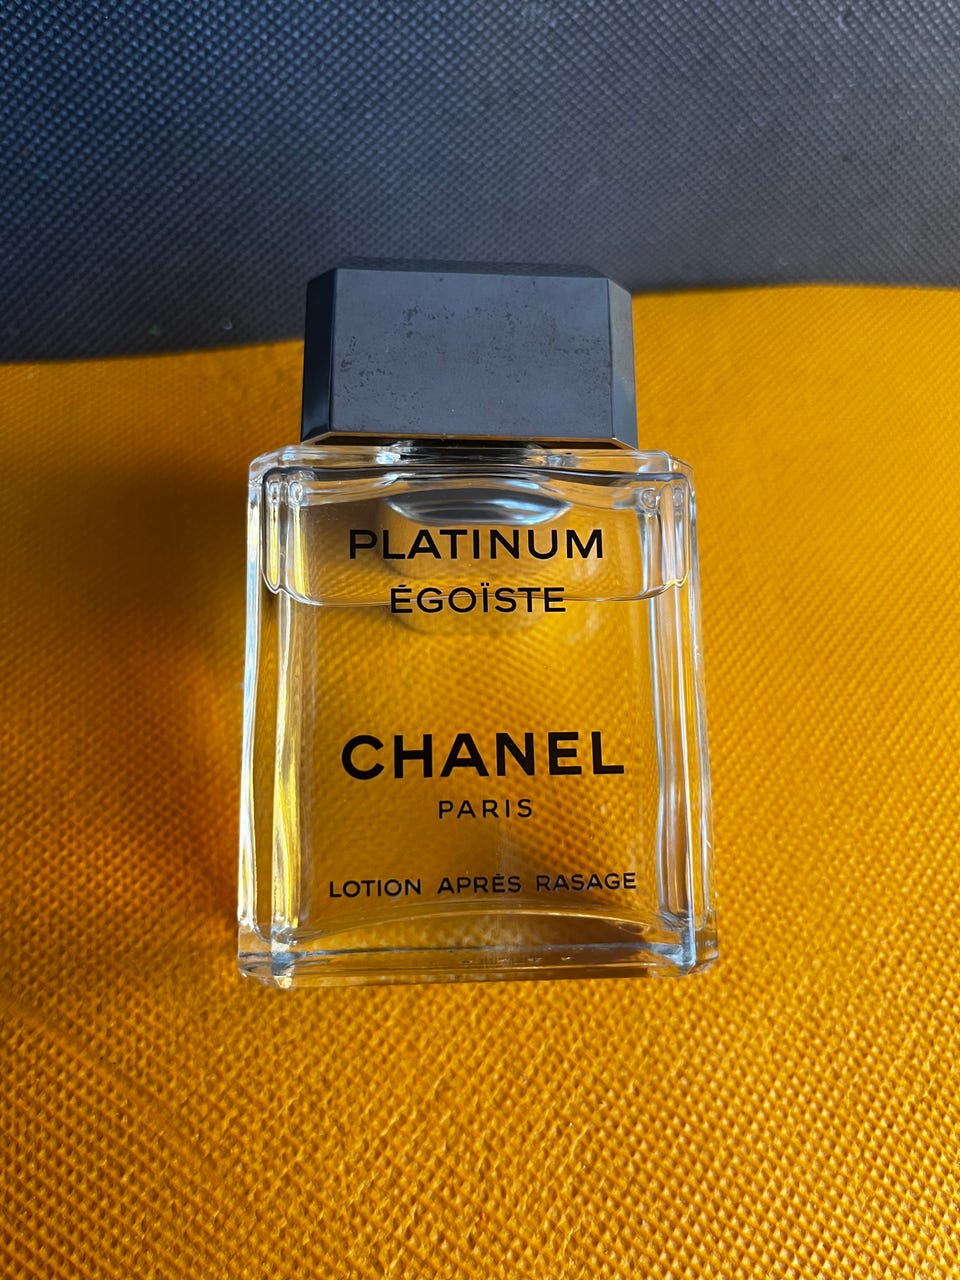 PLATINUM
ÉGOÏSTE
CHANEL
PARIS
LOTION APRÈS RASAGE